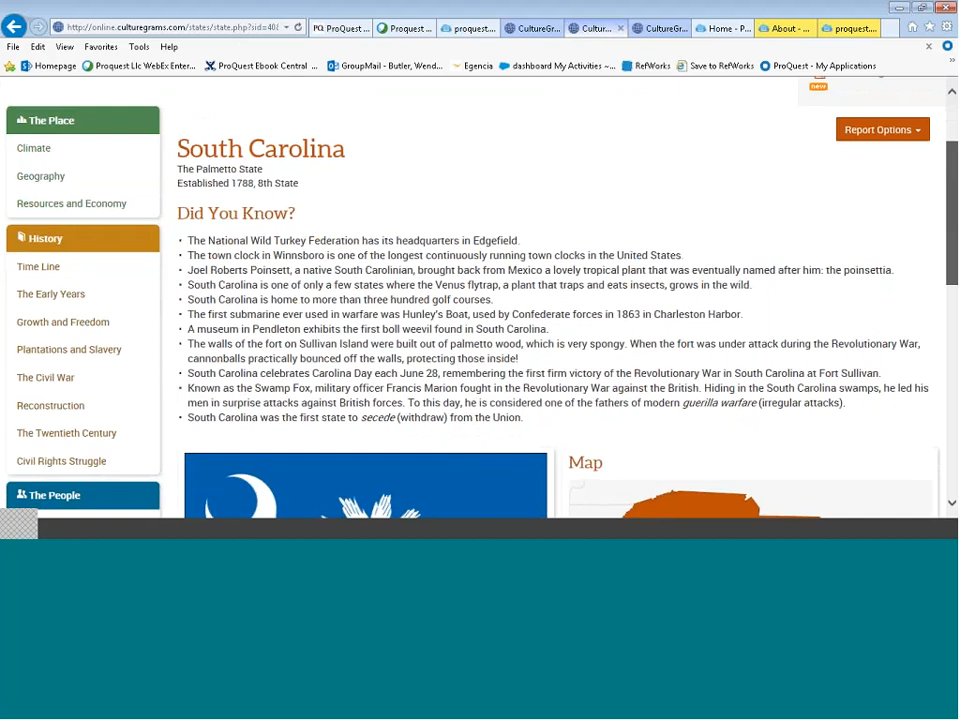 http://online.culturegrams.com/states/state.php?sid=40&
ProQuest ...
Proquest ...
proquest....
CultureGr...
Cultur...
CultureGr...
Home - P...
About - ...
proquest....
File Edit View Favorites Tools Help
Homepage Proquest Llc WebEx Enter... ProQuest Ebook Central ... GroupMail - Butler, Wend... Egencia dashboard My Activities ~... RefWorks Save to RefWorks ProQuest - My Applications
new
Report Options
The Place
Climate
Geography
Resources and Economy
History
Time Line
The Early Years
Growth and Freedom
Plantations and Slavery
The Civil War
Reconstruction
The Twentieth Century
Civil Rights Struggle
The People
South Carolina
The Palmetto State
Established 1788, 8th State
Did You Know?
• The National Wild Turkey Federation has its headquarters in Edgefield.
• The town clock in Winnsboro is one of the longest continuously running town clocks in the United States.
• Joel Roberts Poinsett, a native South Carolinian, brought back from Mexico a lovely tropical plant that was eventually named after him: the poinsettia.
• South Carolina is one of only a few states where the Venus flytrap, a plant that traps and eats insects, grows in the wild.
• South Carolina is home to more than three hundred golf courses.
• The first submarine ever used in warfare was Hunley's Boat, used by Confederate forces in 1863 in Charleston Harbor.
• A museum in Pendleton exhibits the first boll weevil found in South Carolina.
• The walls of the fort on Sullivan Island were built out of palmetto wood, which is very spongy. When the fort was under attack during the Revolutionary War,
cannonballs practically bounced off the walls, protecting those inside!
• South Carolina celebrates Carolina Day each June 28, remembering the first firm victory of the Revolutionary War in South Carolina at Fort Sullivan.
• Known as the Swamp Fox, military officer Francis Marion fought in the Revolutionary War against the British. Hiding in the South Carolina swamps, he led his
men in surprise attacks against British forces. To this day, he is considered one of the fathers of modern guerilla warfare (irregular attacks).
• South Carolina was the first state to secede (withdraw) from the Union.
Map